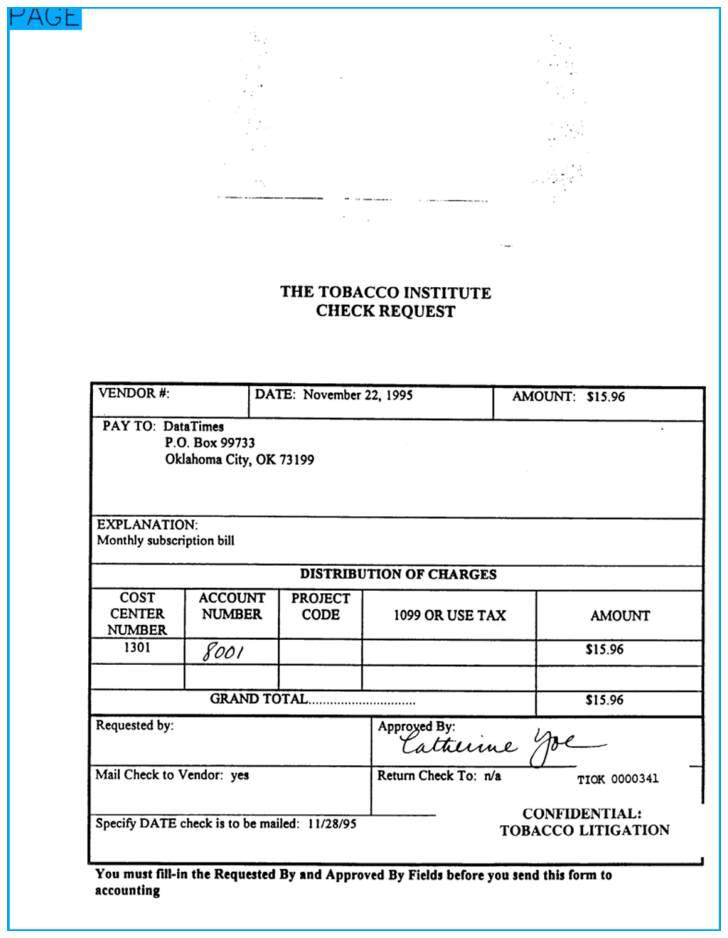 PAGE
THE TOBACCO INSTITUTE
CHECK REQUEST
VENDOR #: DATE: November 22, 1995 AMOUNT: $15.96
PAY TO: DataTimes
P.O. Box 99733
Oklahoma City, OK 73199
EXPLANATION:
Monthly subscription bill
DISTRIBUTION OF CHARGES
COST CENTER NUMBER ACCOUNT NUMBER PROJECT CODE 1099 OR USE TAX AMOUNT
1301 8001 $15.96
GRAND TOTAL............................. $15.96
Requested by: Approved By:
Catherine Yoe
Mail Check to Vendor: yes Return Check To: n/a TIOK 0000341
Specify DATE check is to be mailed: 11/28/95
CONFIDENTIAL:
TOBACCO LITIGATION
You must fill-in the Requested By and Approved By Fields before you send this form to
accounting